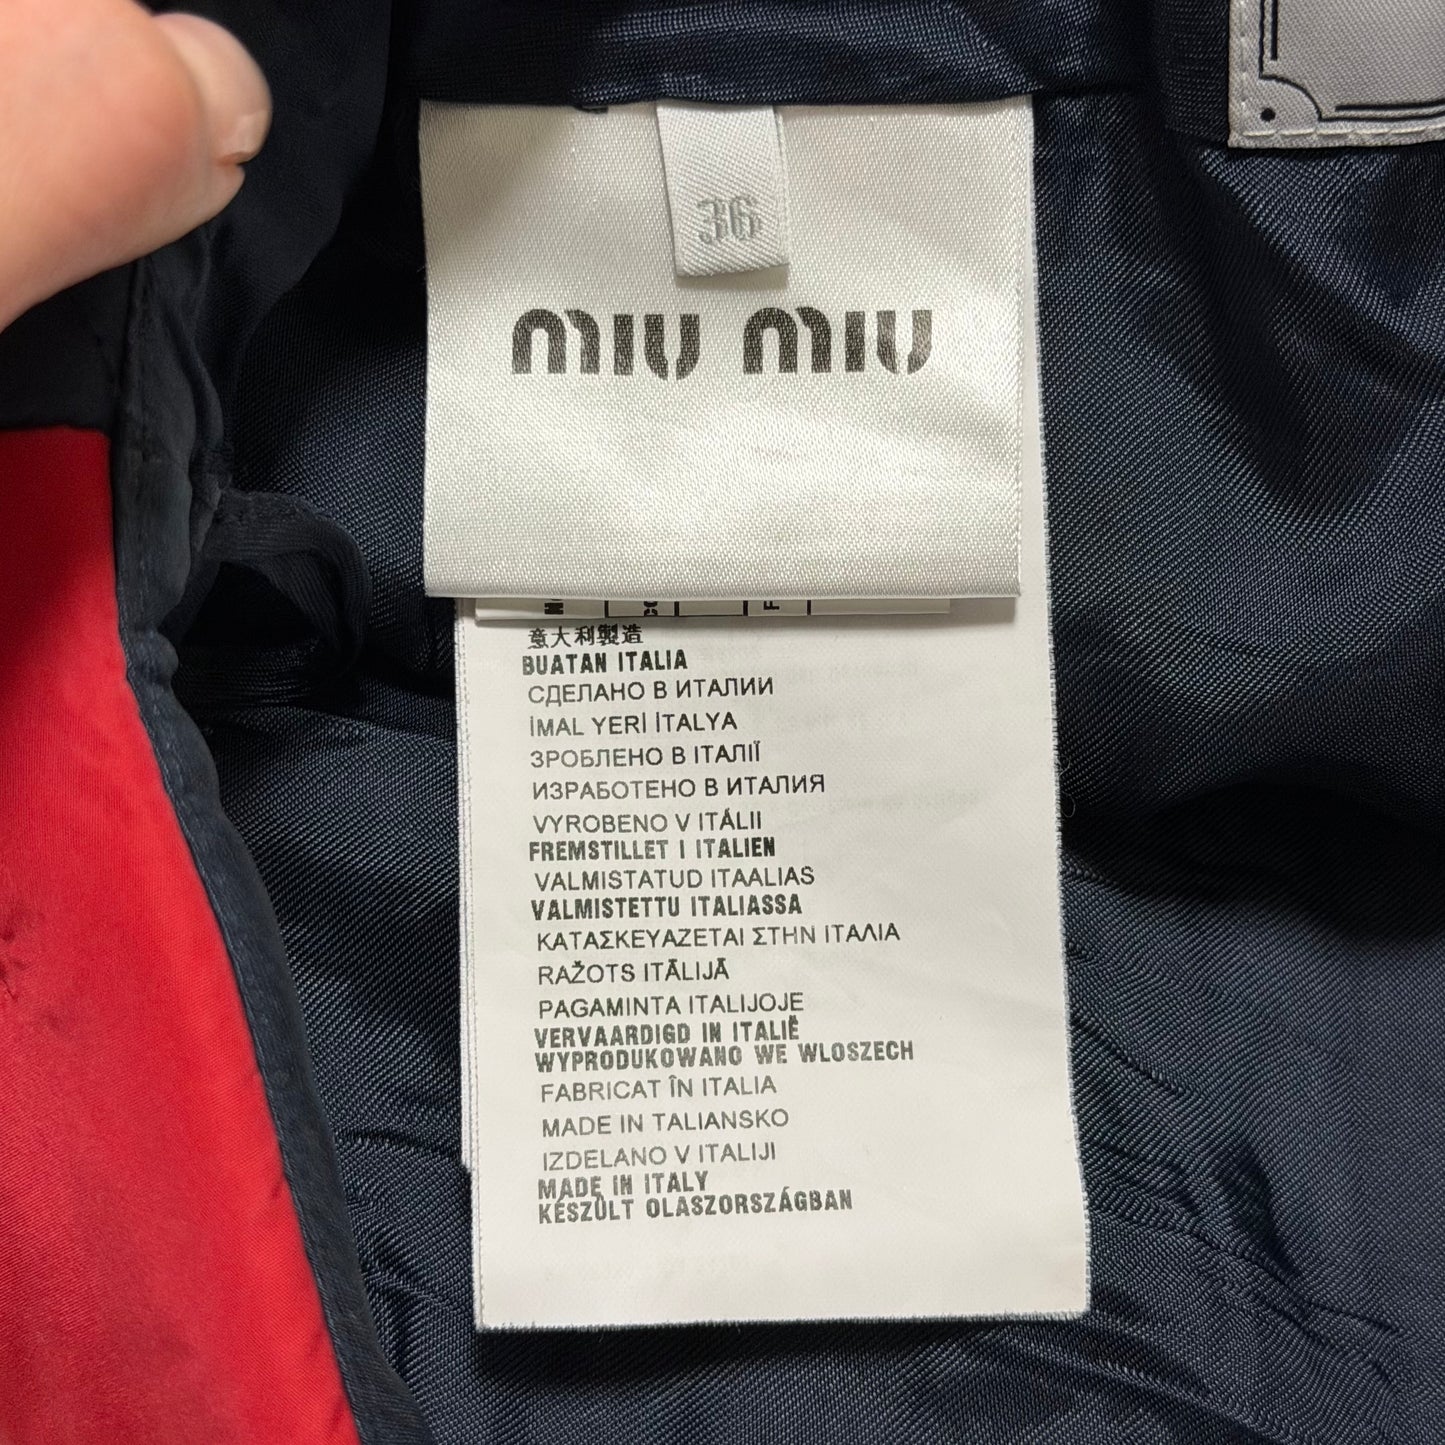 36
miu miu
意大利製造
BUATAN ITALIA
СДЕЛАНО В ИТАЛИИ
İMAL YERİ İTALYA
ЗРОБЛЕНО В ІТАЛІЇ
ИЗРАБОТЕНО В ИТАЛИЯ
VYROBENO V ITÁLII
FREMSTILLET I ITALIEN
VALMISTATUD ITAALIAS
VALMISTETTU ITALIASSA
ΚΑΤΑΣΚΕΥΑΖΕΤΑΙ ΣΤΗΝ ΙΤΑΛΙΑ
RAŽOTS ITĀLIJĀ
PAGAMINTA ITALIJOJE
VERVAARDIGD IN ITALIË
WYPRODUKOWANO WE WLOSZECH
FABRICAT ÎN ITALIA
MADE IN TALIANSKO
IZDELANO V ITALIJI
MADE IN ITALY
KÉSZÜLT OLASZORSZÁGBAN